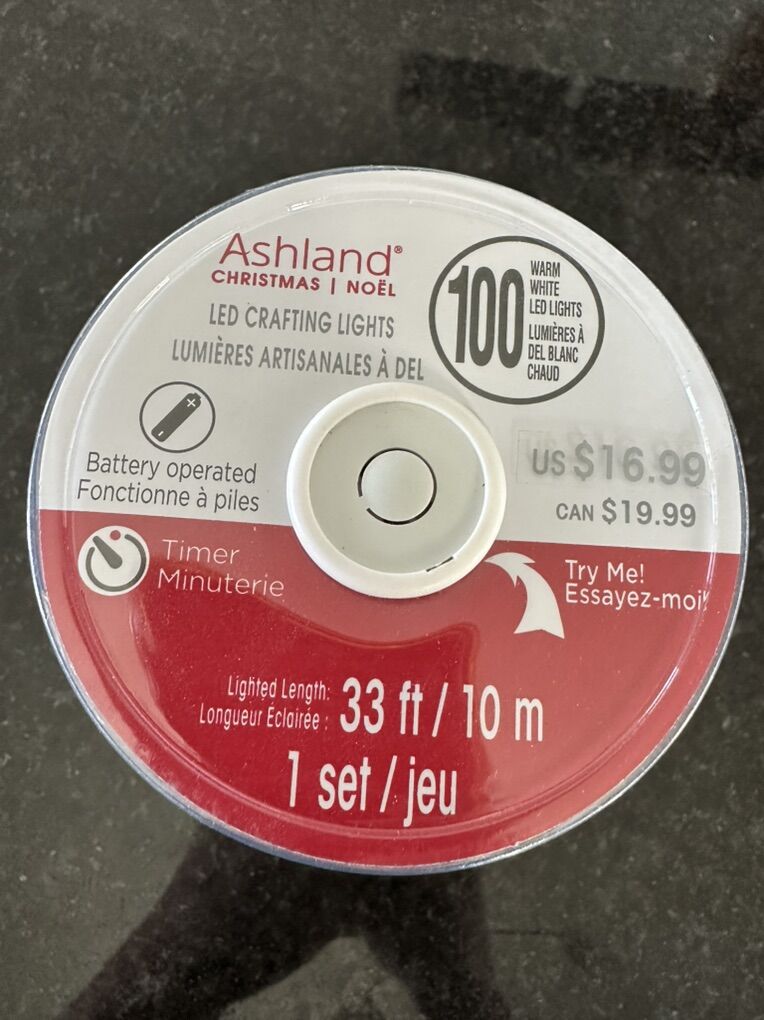 Ashland®
CHRISTMAS | NOËL
LED CRAFTING LIGHTS
LUMIÈRES ARTISANALES À DEL
100
WARM
WHITE
LED LIGHTS
LUMIÈRES À
DEL BLANC
CHAUD
Battery operated
Fonctionne à piles
US $16.99
CAN $19.99
Timer
Minuterie
Try Me!
Essayez-moi!
Lighted Length:
Longueur Éclairée :
33 ft / 10 m
1 set / jeu